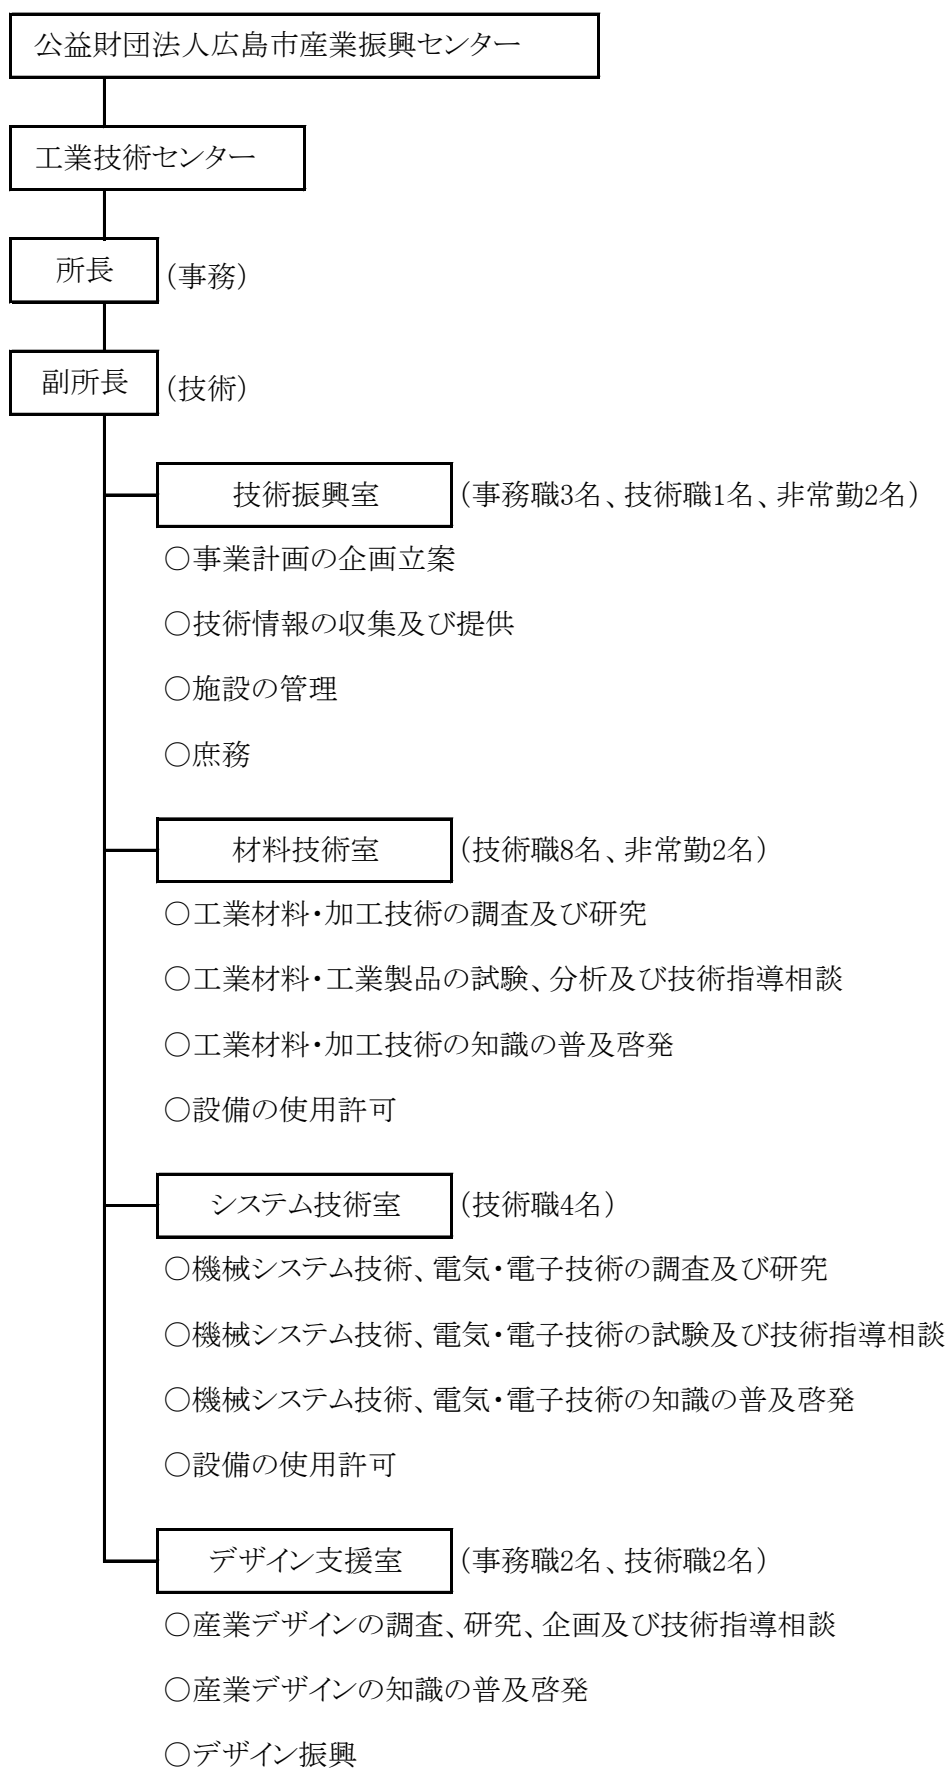 公益財団法人広島市産業振興センター
工業技術センター
所長 (事務)
副所長 (技術)
技術振興室 (事務職3名、技術職1名、非常勤2名)
○事業計画の企画立案
○技術情報の収集及び提供
○施設の管理
○庶務
材料技術室 (技術職8名、非常勤2名)
○工業材料・加工技術の調査及び研究
○工業材料・工業製品の試験、分析及び技術指導相談
○工業材料・加工技術の知識の普及啓発
○設備の使用許可
システム技術室 (技術職4名)
○機械システム技術、電気・電子技術の調査及び研究
○機械システム技術、電気・電子技術の試験及び技術指導相談
○機械システム技術、電気・電子技術の知識の普及啓発
○設備の使用許可
デザイン支援室 (事務職2名、技術職2名)
○産業デザインの調査、研究、企画及び技術指導相談
○産業デザインの知識の普及啓発
○デザイン振興